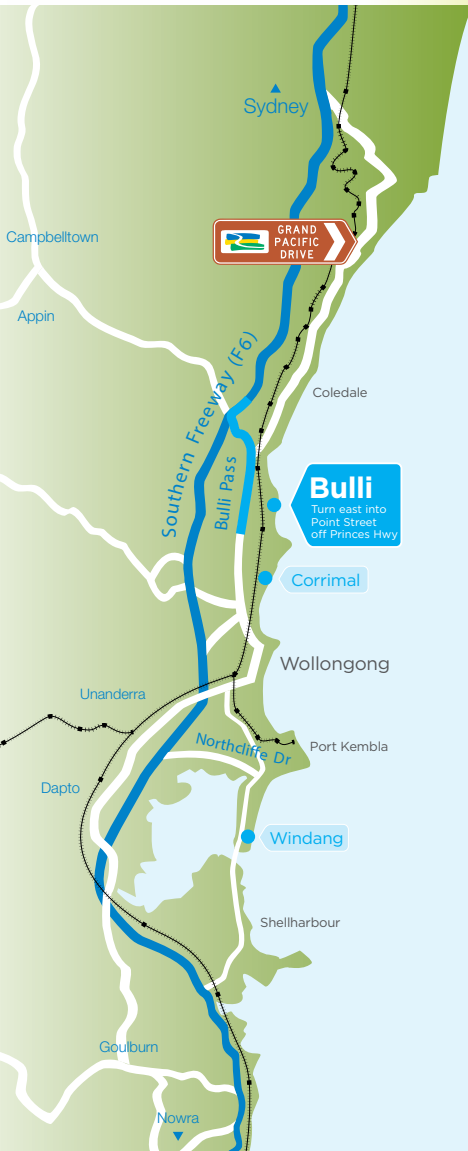 Sydney
GRAND
PACIFIC
DRIVE
Campbelltown
Appin
Southern Freeway (F6)
Coledale
Bulli Pass
Bulli
Turn east into
Point Street
off Princes Hwy
Corrimal
Wollongong
Unanderra
Northcliffe Dr
Port Kembla
Dapto
Windang
Shellharbour
Goulburn
Nowra